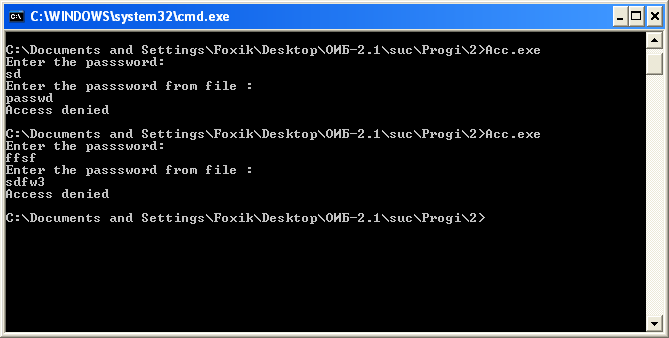 C:\WINDOWS\system32\cmd.exe
C:\Documents and Settings\Foxik\Desktop\ОИБ-2.1\suc\Progi\2>Acc.exe
Enter the passsword:
sd
Enter the passsword from file :
passwd
Access denied
C:\Documents and Settings\Foxik\Desktop\ОИБ-2.1\suc\Progi\2>Acc.exe
Enter the passsword:
ffsf
Enter the passsword from file :
sdfw3
Access denied
C:\Documents and Settings\Foxik\Desktop\ОИБ-2.1\suc\Progi\2>